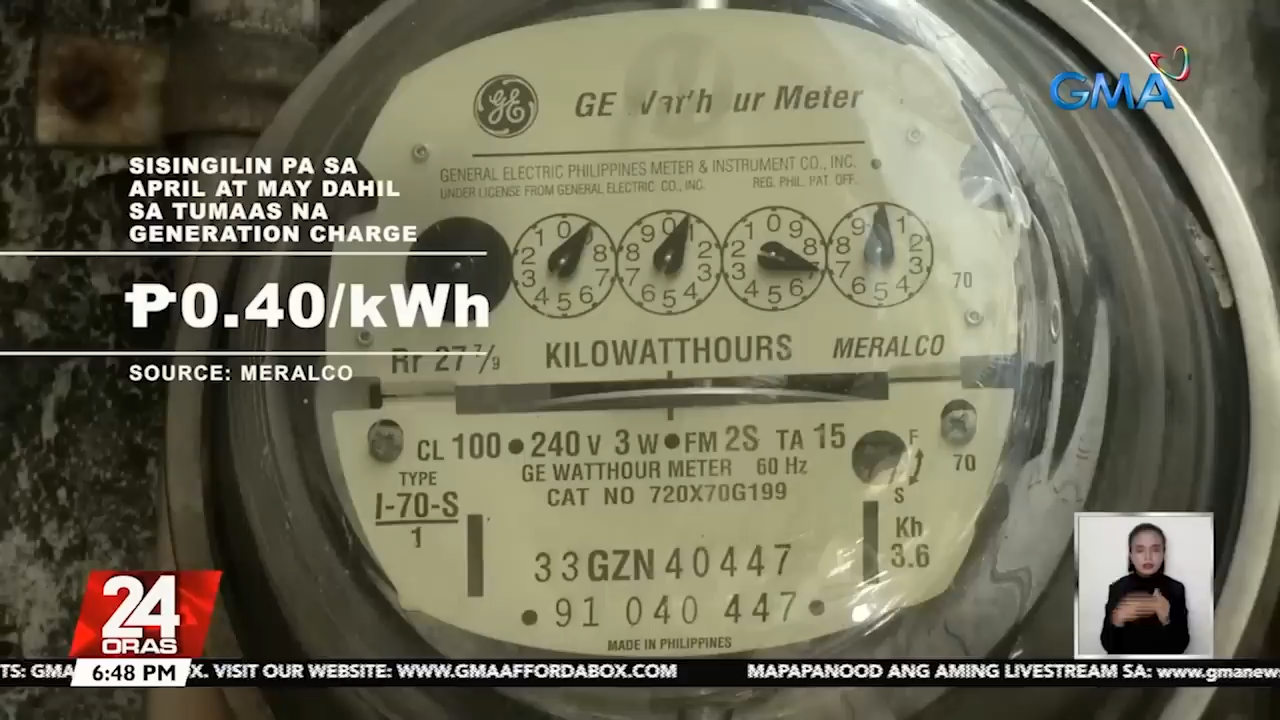 GMA
SISINGILIN PA SA
APRIL AT MAY DAHIL
SA TUMAAS NA
GENERATION CHARGE
₱0.40/kWh
SOURCE: MERALCO
GE
GE ur Meter
GENERAL ELECTRIC PHILIPPINES METER & INSTRUMENT CO., INC.
UNDER LICENSE FROM GENERAL ELECTRIC CO., INC. REG. PHIL. PAT. OFF.
70
Rr 27 7/9 KILOWATTHOURS MERALCO
CL 100 • 240 V 3 W • FM 2S TA 15
F
S
70
TYPE
I-70-S
1
GE WATTHOUR METER 60 Hz
CAT NO 720X70G199
Kh
3.6
33GZN40447
• 91 040 447 •
MADE IN PHILIPPINES
24
ORAS
6:48 PM
TS: GMA X. VISIT OUR WEBSITE: WWW.GMAAFFORDABOX.COM MAPAPANOOD ANG AMING LIVESTREAM SA: www.gmanews